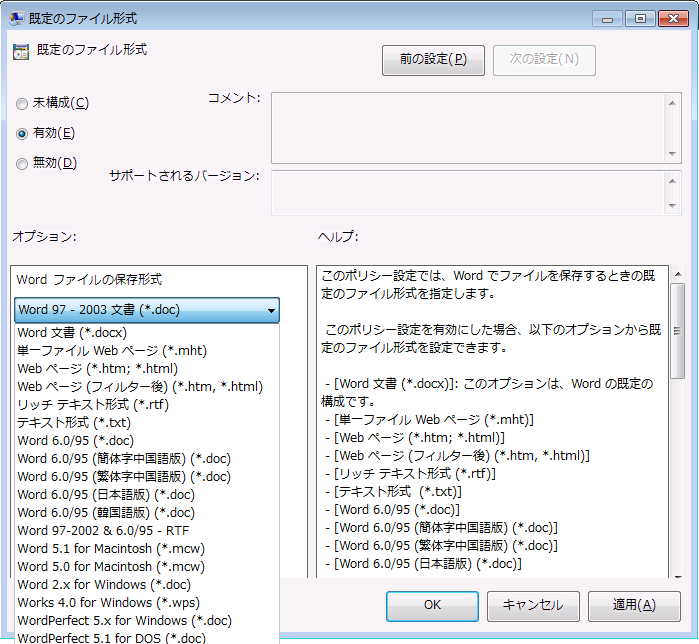 既定のファイル形式
既定のファイル形式
前の設定(P)
次の設定(N)
未構成(C)
コメント:
有効(E)
無効(D)
サポートされるバージョン:
オプション:
ヘルプ:
Word ファイルの保存形式
Word 97 - 2003 文書 (*.doc)
Word 文書 (*.docx)
単一ファイル Web ページ (*.mht)
Web ページ (*.htm; *.html)
Web ページ (フィルター後) (*.htm, *.html)
リッチ テキスト形式 (*.rtf)
テキスト形式 (*.txt)
Word 6.0/95 (*.doc)
Word 6.0/95 (簡体字中国語版) (*.doc)
Word 6.0/95 (繁体字中国語版) (*.doc)
Word 6.0/95 (日本語版) (*.doc)
Word 6.0/95 (韓国語版) (*.doc)
Word 97-2002 & 6.0/95 - RTF
Word 5.1 for Macintosh (*.mcw)
Word 5.0 for Macintosh (*.mcw)
Word 2.x for Windows (*.doc)
Works 4.0 for Windows (*.wps)
WordPerfect 5.x for Windows (*.doc)
WordPerfect 5.1 for DOS (*.doc)
このポリシー設定では、Word でファイルを保存するときの既
定のファイル形式を指定します。
このポリシー設定を有効にした場合、以下のオプションから既
定のファイル形式を設定できます。
- [Word 文書 (*.docx)]: このオプションは、Word の既定の
構成です。
- [単一ファイル Web ページ (*.mht)]
- [Web ページ (*.htm; *.html)]
- [Web ページ (フィルター後) (*.htm, *.html)]
- [リッチ テキスト形式 (*.rtf)]
- [テキスト形式 (*.txt)]
- [Word 6.0/95 (*.doc)]
- [Word 6.0/95 (簡体字中国語版) (*.doc)]
- [Word 6.0/95 (繁体字中国語版) (*.doc)]
- [Word 6.0/95 (日本語版) (*.doc)]
OK
キャンセル
適用(A)